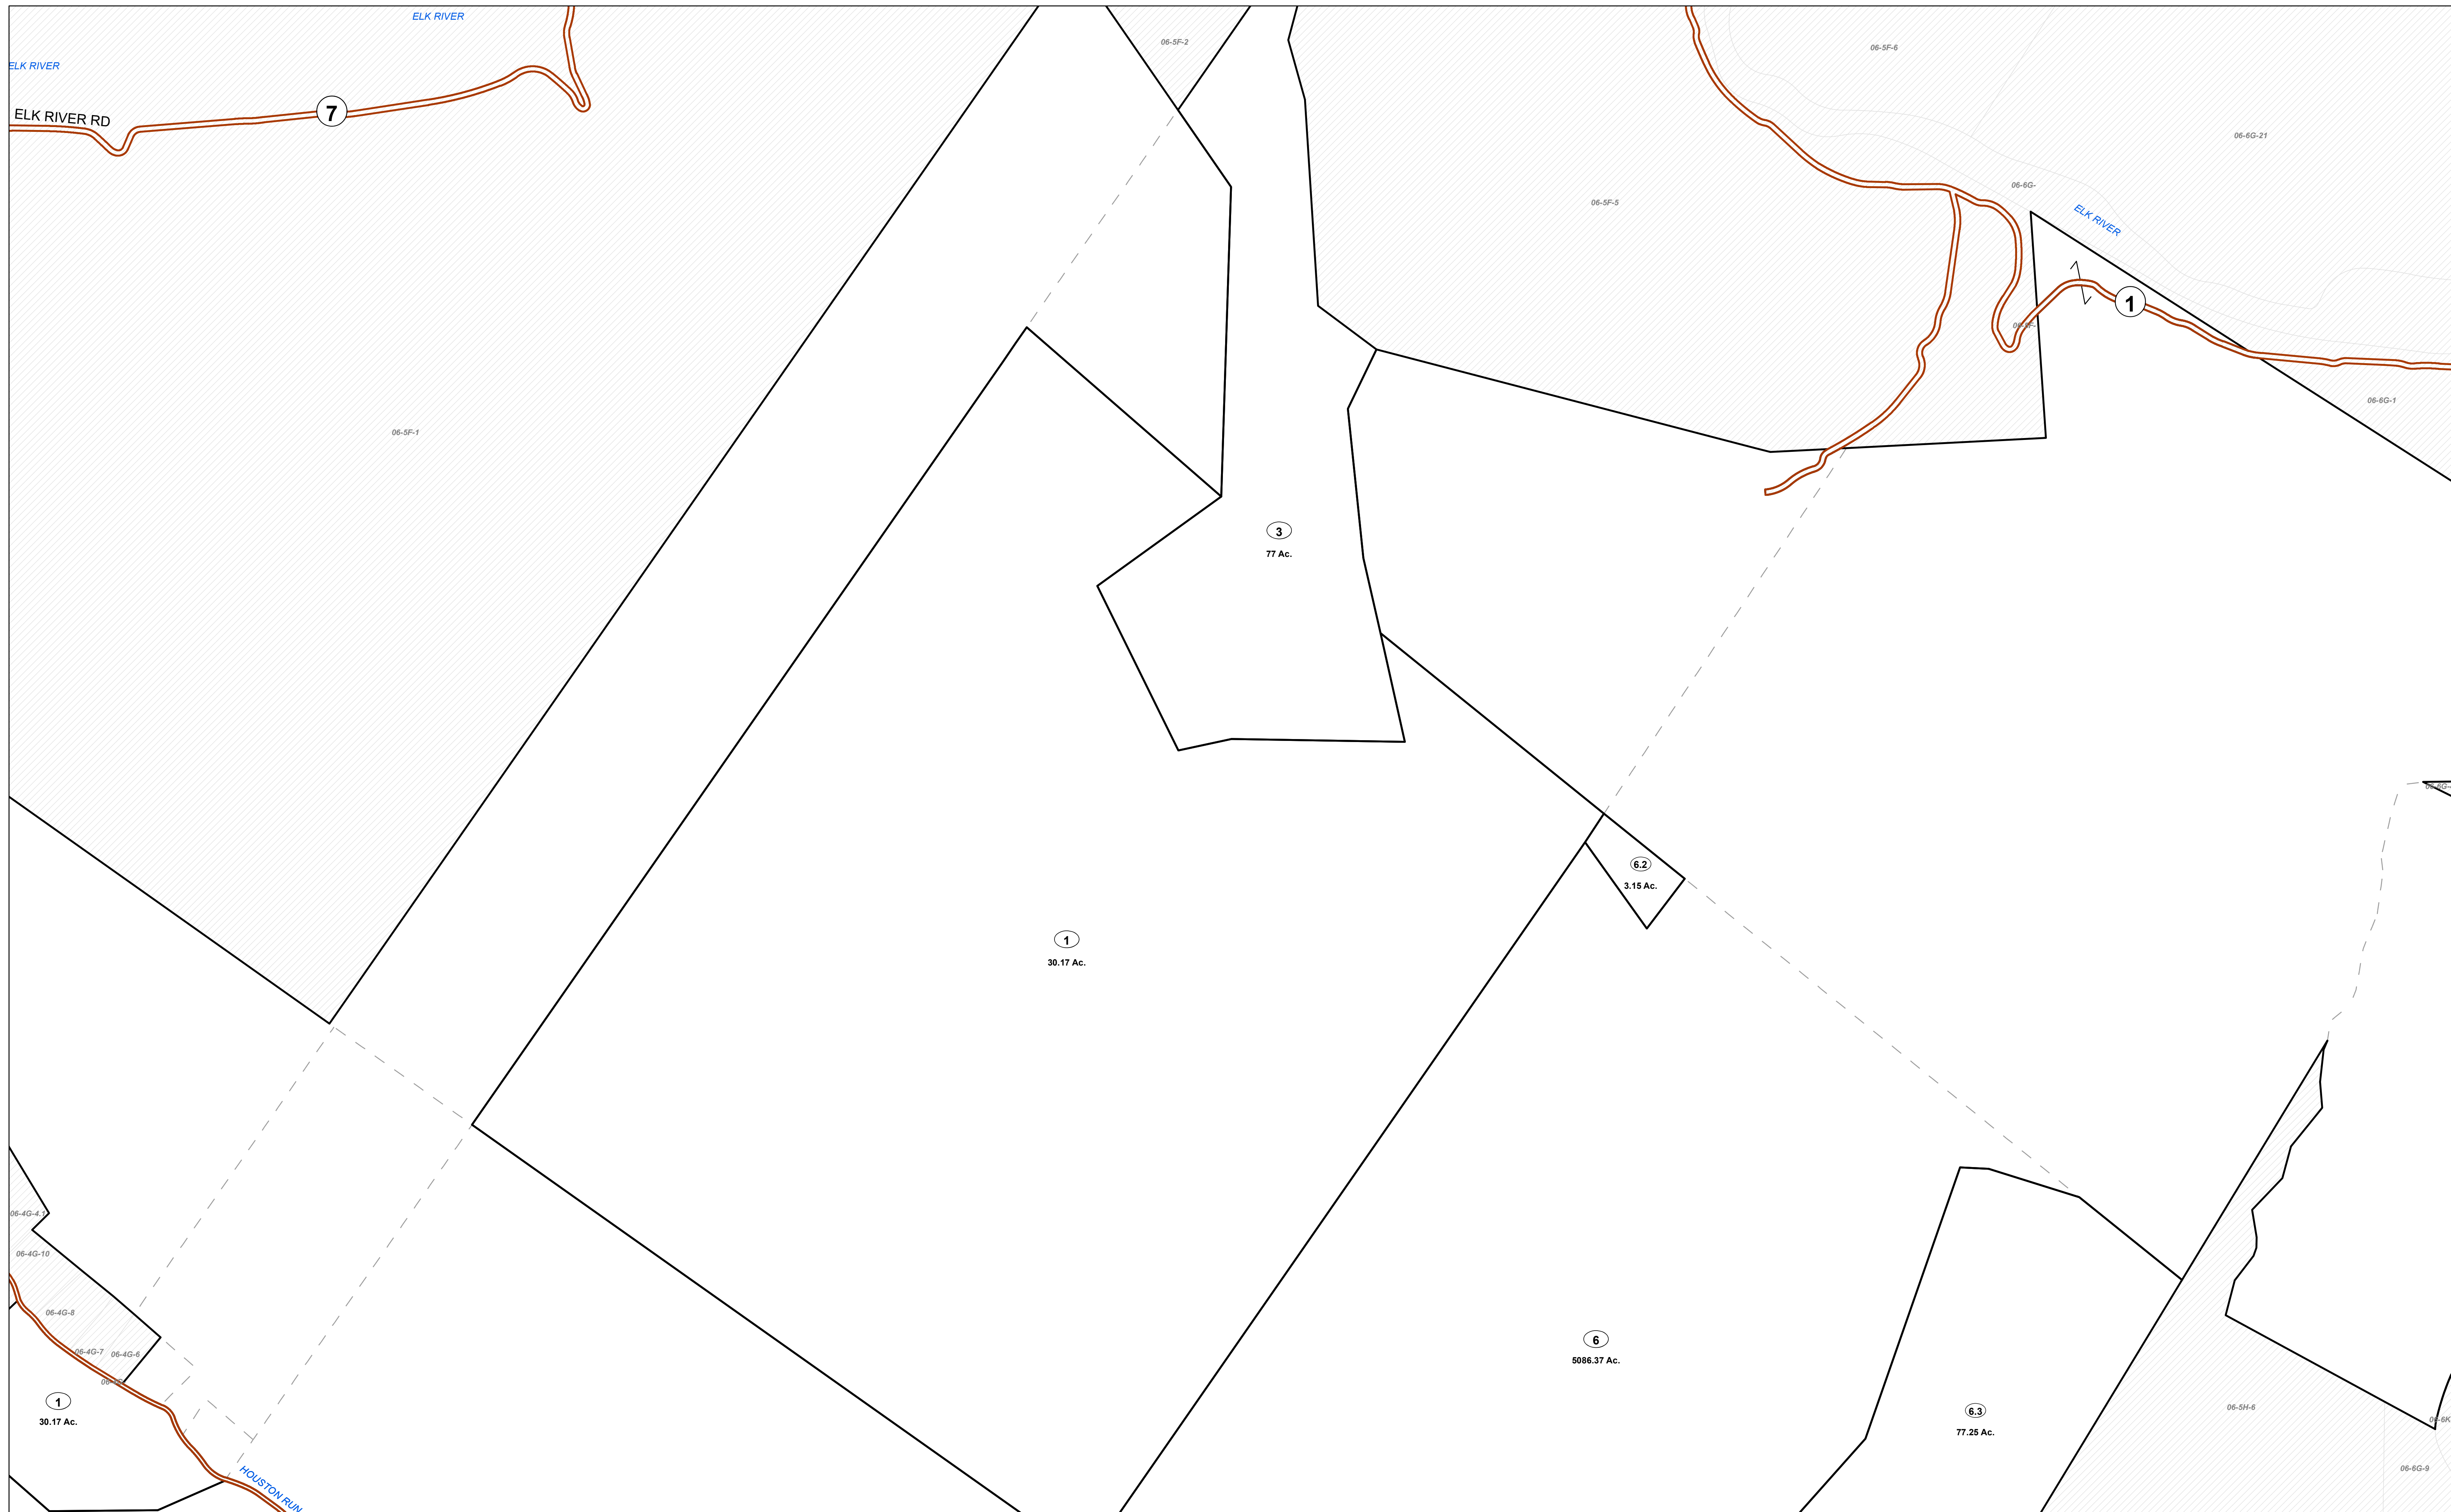 ELK RIVER
06-5F-2
06-5F-6
ELK RIVER
7
ELK RIVER RD
06-6G-21
06-6G-
06-5F-5
ELK RIVER
1
06-6G-1
06-5F-1
3
77 Ac.
6.2
3.15 Ac.
1
30.17 Ac.
06-4G-4.1
06-4G-10
06-4G-8
6
5086.37 Ac.
06-4G-7
06-4G-6
1
30.17 Ac.
6.3
77.25 Ac.
06-5H-6
06-6G-9
HOUSTON RUN